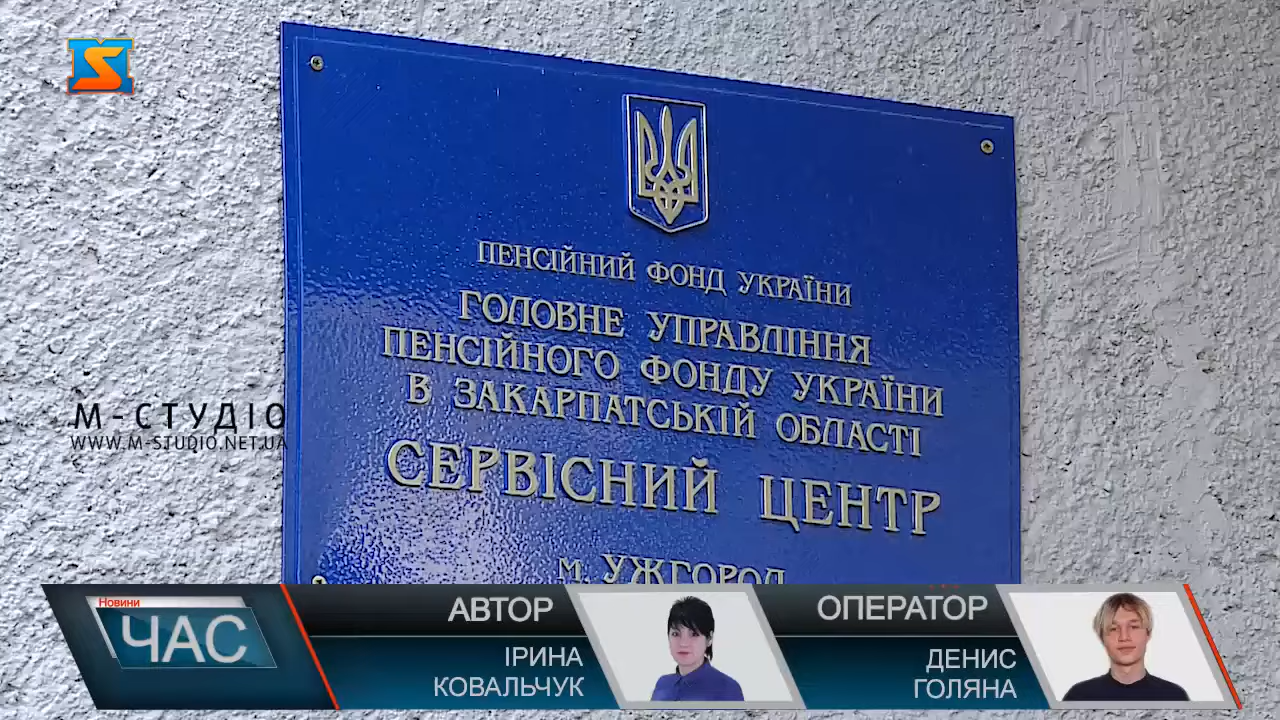 ПЕНСІЙНИЙ ФОНД УКРАЇНИ
ГОЛОВНЕ УПРАВЛІННЯ
ПЕНСІЙНОГО ФОНДУ УКРАЇНИ
В ЗАКАРПАТСЬКІЙ ОБЛАСТІ
СЕРВІСНИЙ ЦЕНТР
м. УЖГОРОД
М-СТУДІО
WWW.M-STUDIO.NET.UA
Новини
ЧАС
АВТОР
ІРИНА
КОВАЛЬЧУК
ОПЕРАТОР
ДЕНИС
ГОЛЯНА